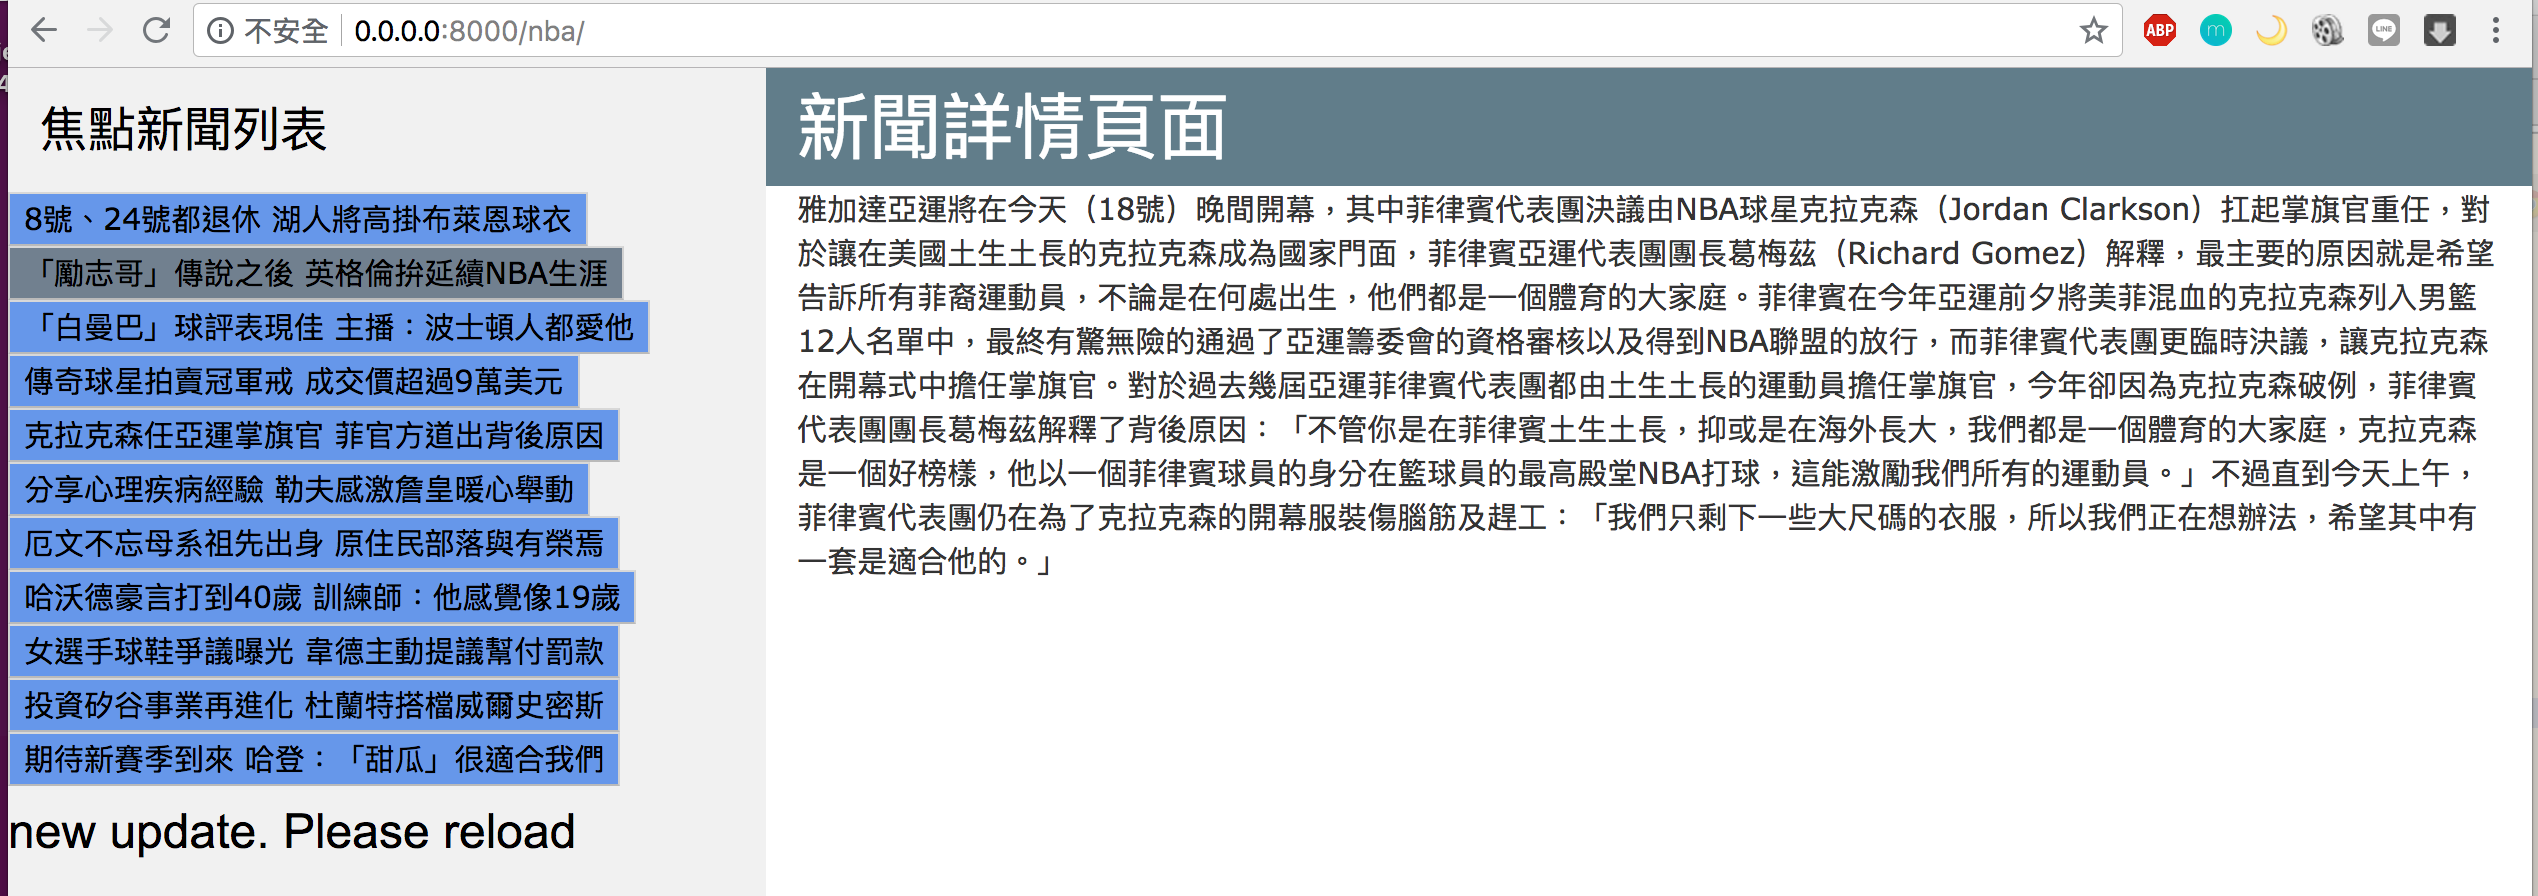 不安全 0.0.0.0:8000/nba/
ABP
m
LINE
焦點新聞列表
8號、24號都退休 湖人將高掛布萊恩球衣
「勵志哥」傳說之後 英格倫拚延續NBA生涯
「白曼巴」球評表現佳 主播：波士頓人都愛他
傳奇球星拍賣冠軍戒 成交價超過9萬美元
克拉克森任亞運掌旗官 菲官方道出背後原因
分享心理疾病經驗 勒夫感激詹皇暖心舉動
厄文不忘母系祖先出身 原住民部落與有榮焉
哈沃德豪言打到40歲 訓練師：他感覺像19歲
女選手球鞋爭議曝光 韋德主動提議幫付罰款
投資矽谷事業再進化 杜蘭特搭檔威爾史密斯
期待新賽季到來 哈登：「甜瓜」很適合我們
new update. Please reload
新聞詳情頁面
雅加達亞運將在今天（18號）晚間開幕，其中菲律賓代表團決議由NBA球星克拉克森（Jordan Clarkson）扛起掌旗官重任，對
於讓在美國土生土長的克拉克森成為國家門面，菲律賓亞運代表團團長葛梅茲（Richard Gomez）解釋，最主要的原因就是希望
告訴所有菲裔運動員，不論是在何處出生，他們都是一個體育的大家庭。菲律賓在今年亞運前夕將美菲混血的克拉克森列入男籃
12人名單中，最終有驚無險的通過了亞運籌委會的資格審核以及得到NBA聯盟的放行，而菲律賓代表團更臨時決議，讓克拉克森
在開幕式中擔任掌旗官。對於過去幾屆亞運菲律賓代表團都由土生土長的運動員擔任掌旗官，今年卻因為克拉克森破例，菲律賓
代表團團長葛梅茲解釋了背後原因：「不管你是在菲律賓土生土長，抑或是在海外長大，我們都是一個體育的大家庭，克拉克森
是一個好榜樣，他以一個菲律賓球員的身分在籃球員的最高殿堂NBA打球，這能激勵我們所有的運動員。」不過直到今天上午，
菲律賓代表團仍在為了克拉克森的開幕服裝傷腦筋及趕工：「我們只剩下一些大尺碼的衣服，所以我們正在想辦法，希望其中有
一套是適合他的。」